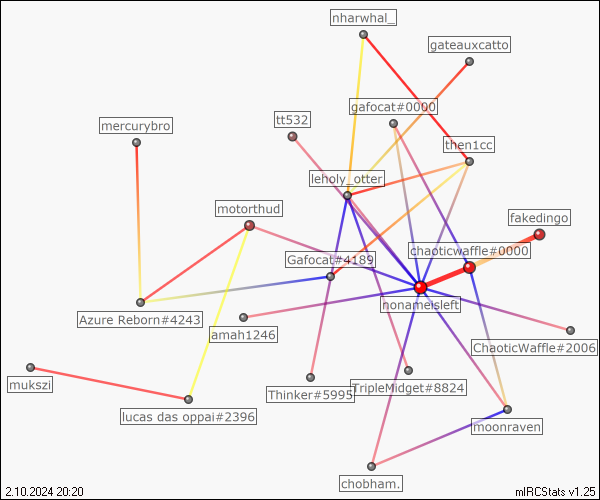 nharwhal_
gateauxcatto
gafocat#0000
tt532
mercurybro
then1cc
leholy_otter
motorthud
fakedingo
chaoticwaffle#0000
Gafocat#4189
nonameisleft
Azure Reborn#4243
amah1246
ChaoticWaffle#2006
mukszi
Thinker#5995
TripleMidget#8824
lucas das oppai#2396
moonraven
chobham.
2.10.2024 20:20
mIRCStats v1.25